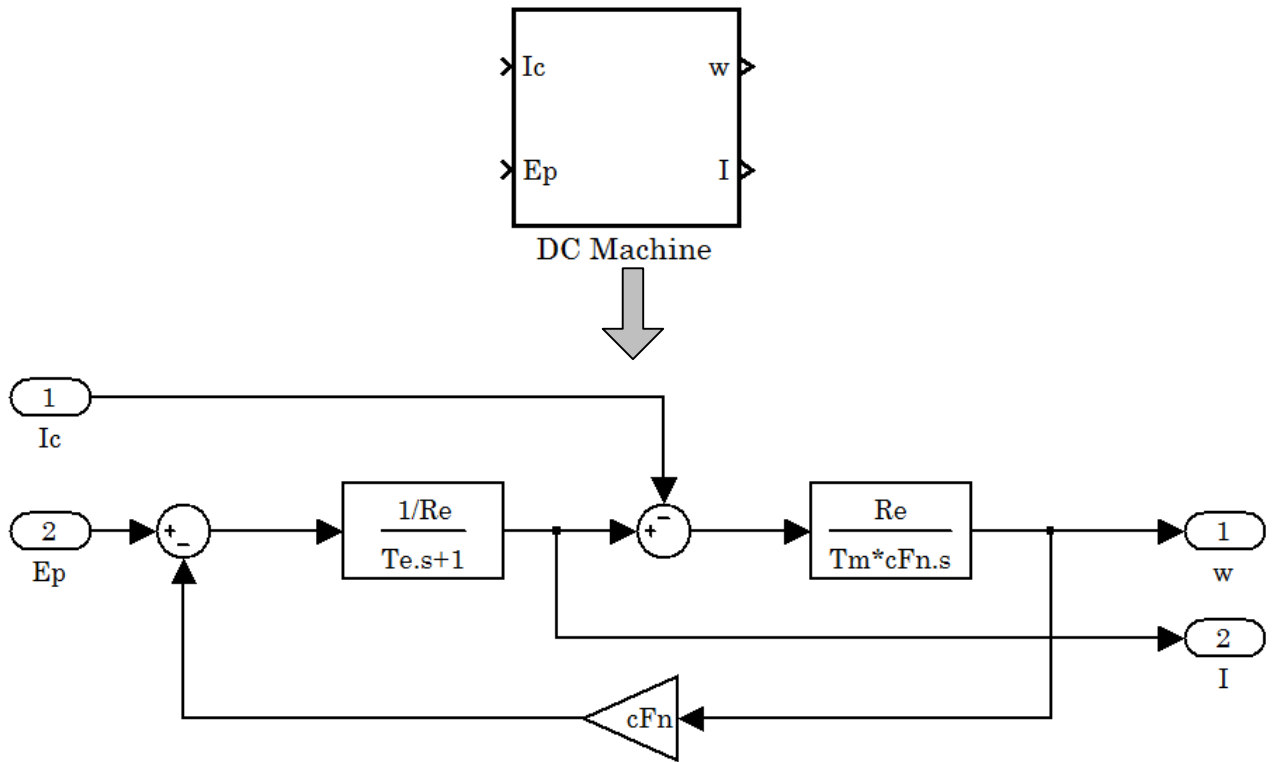 Ic
w
Ep
I
DC Machine
1
Ic
2
Ep
+
-
1/Re
Te.s+1
-
+
Re
Tm*cFn.s
1
w
2
I
cFn